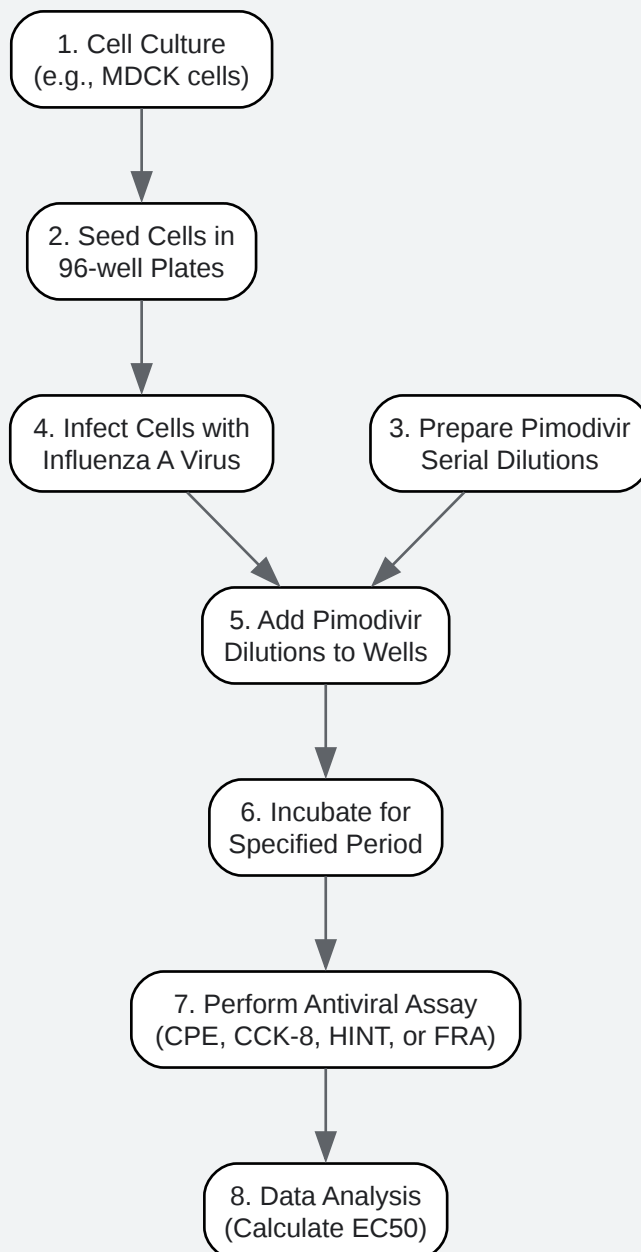 1. Cell Culture
(e.g., MDCK cells)
2. Seed Cells in
96-well Plates
4. Infect Cells with
Influenza A Virus
3. Prepare Pimodivir
Serial Dilutions
5. Add Pimodivir
Dilutions to Wells
6. Incubate for
Specified Period
7. Perform Antiviral Assay
(CPE, CCK-8, HINT, or FRA)
8. Data Analysis
(Calculate EC50)